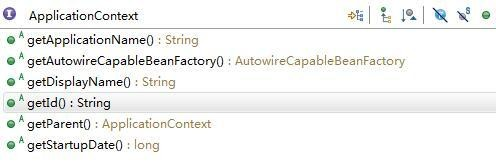 ApplicationContext
getApplicationName() : String
getAutowireCapableBeanFactory() : AutowireCapableBeanFactory
getDisplayName() : String
getId() : String
getParent() : ApplicationContext
getStartupDate() : long